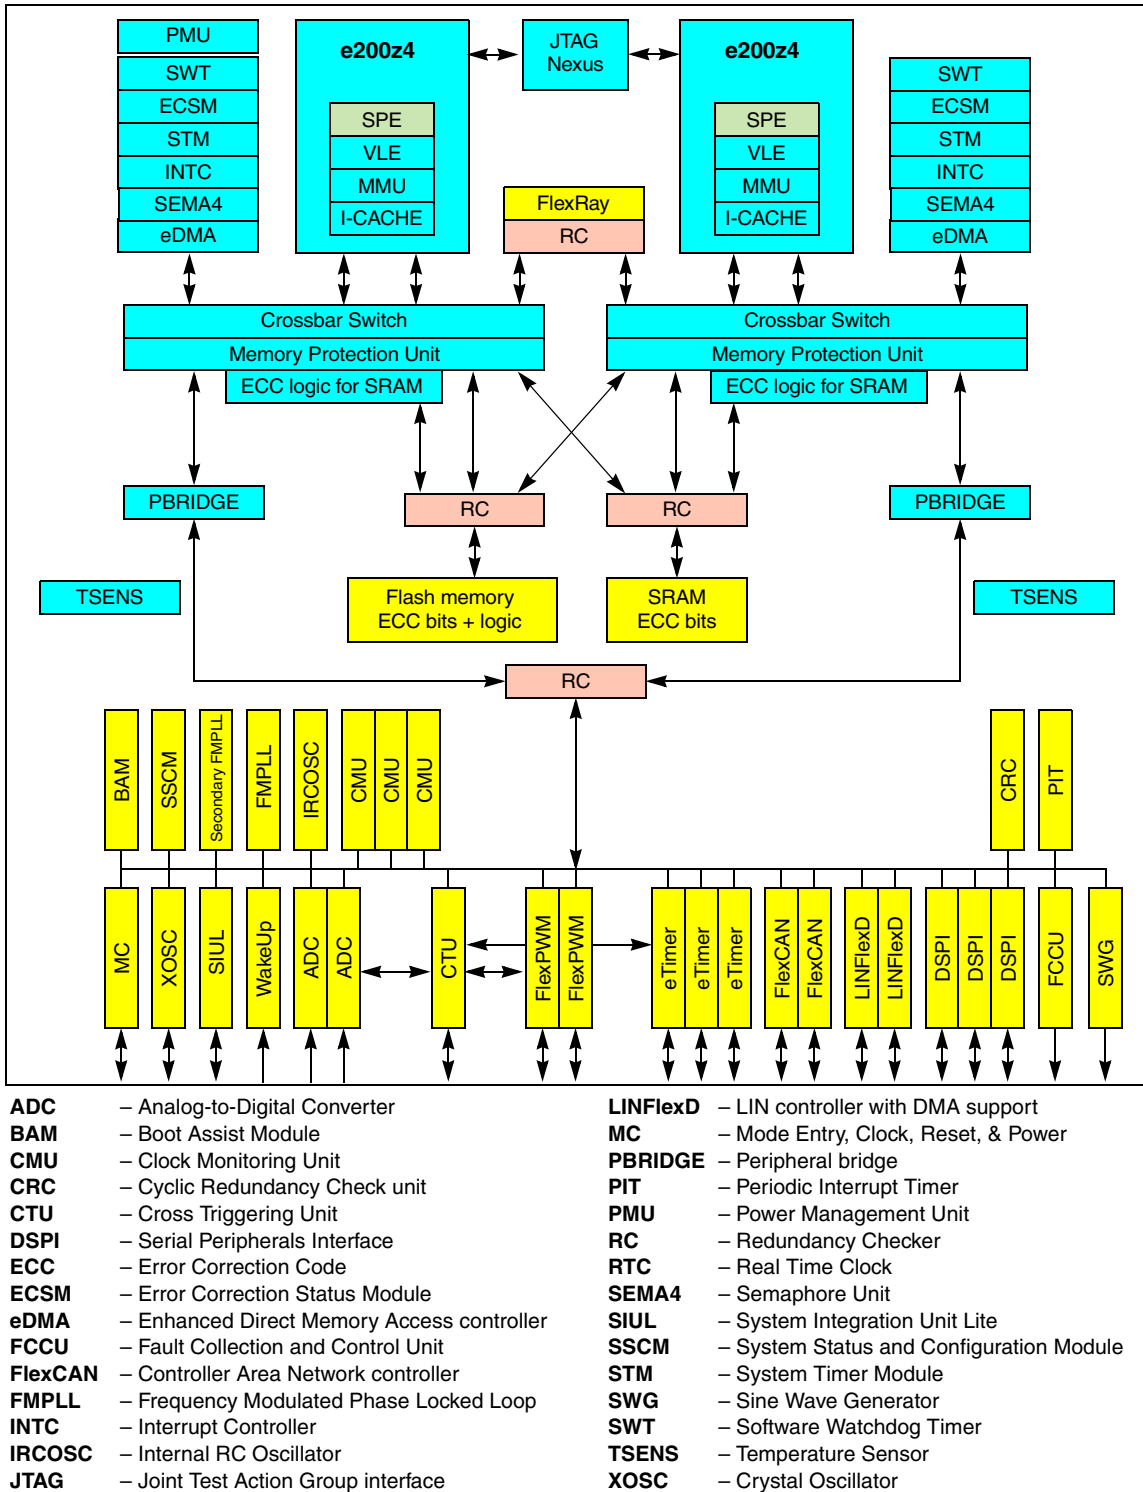 PMU
SWT
ECSM
STM
INTC
SEMA4
eDMA
e200z4
SPE
VLE
MMU
I-CACHE
JTAG
Nexus
FlexRay
RC
e200z4
SPE
VLE
MMU
I-CACHE
SWT
ECSM
STM
INTC
SEMA4
eDMA
Crossbar Switch
Memory Protection Unit
ECC logic for SRAM
Crossbar Switch
Memory Protection Unit
ECC logic for SRAM
PBRIDGE
RC
RC
PBRIDGE
TSENS
Flash memory
ECC bits + logic
SRAM
ECC bits
TSENS
RC
BAM
SSCM
Secondary FMPLL
FMPLL
IRCOSC
CMU
CMU
CMU
CRC
PIT
MC
XOSC
SIUL
WakeUp
ADC
ADC
CTU
FlexPWM
FlexPWM
eTimer
eTimer
eTimer
FlexCAN
FlexCAN
LINFlexD
LINFlexD
DSPI
DSPI
DSPI
FCCU
SWG
ADC – Analog-to-Digital Converter
BAM – Boot Assist Module
CMU – Clock Monitoring Unit
CRC – Cyclic Redundancy Check unit
CTU – Cross Triggering Unit
DSPI – Serial Peripherals Interface
ECC – Error Correction Code
ECSM – Error Correction Status Module
eDMA – Enhanced Direct Memory Access controller
FCCU – Fault Collection and Control Unit
FlexCAN – Controller Area Network controller
FMPLL – Frequency Modulated Phase Locked Loop
INTC – Interrupt Controller
IRCOSC – Internal RC Oscillator
JTAG – Joint Test Action Group interface
LINFlexD – LIN controller with DMA support
MC – Mode Entry, Clock, Reset, & Power
PBRIDGE – Peripheral bridge
PIT – Periodic Interrupt Timer
PMU – Power Management Unit
RC – Redundancy Checker
RTC – Real Time Clock
SEMA4 – Semaphore Unit
SIUL – System Integration Unit Lite
SSCM – System Status and Configuration Module
STM – System Timer Module
SWG – Sine Wave Generator
SWT – Software Watchdog Timer
TSENS – Temperature Sensor
XOSC – Crystal Oscillator